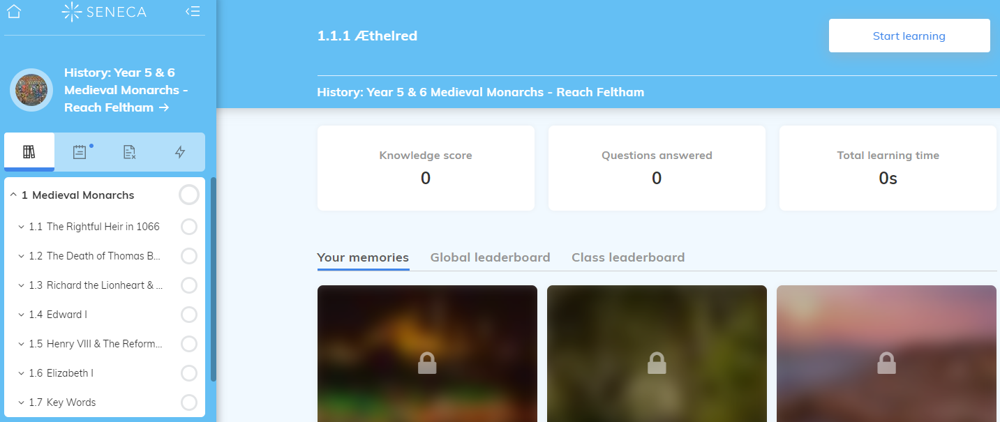 SENECA
History: Year 5 & 6
Medieval Monarchs -
Reach Feltham →
1 Medieval Monarchs
1.1 The Rightful Heir in 1066
1.2 The Death of Thomas B...
1.3 Richard the Lionheart & ...
1.4 Edward I
1.5 Henry VIII & The Reform...
1.6 Elizabeth I
1.7 Key Words
1.1.1 Æthelred
Start learning
History: Year 5 & 6 Medieval Monarchs - Reach Feltham
Knowledge score
0
Questions answered
0
Total learning time
0s
Your memories
Global leaderboard
Class leaderboard